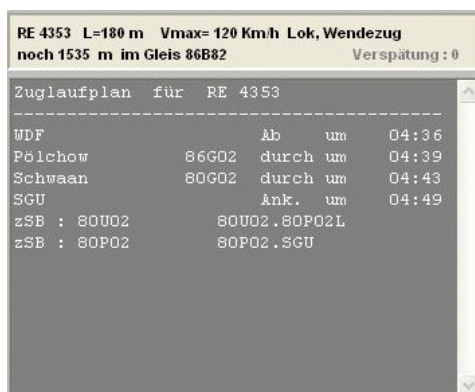 RE 4353 L=180 m Vmax= 120 Km/h Lok, Wendezug
noch 1535 m im Gleis 86B82 Verspätung : 0
Zuglaufplan für RE 4353
--------------------------------------------
WDF Ab um 04:36
Pölchow 86G02 durch um 04:39
Schwaan 80G02 durch um 04:43
SGU Ank. um 04:49
zSB : 80U02 80U02.80P02L
zSB : 80P02 80P02.SGU